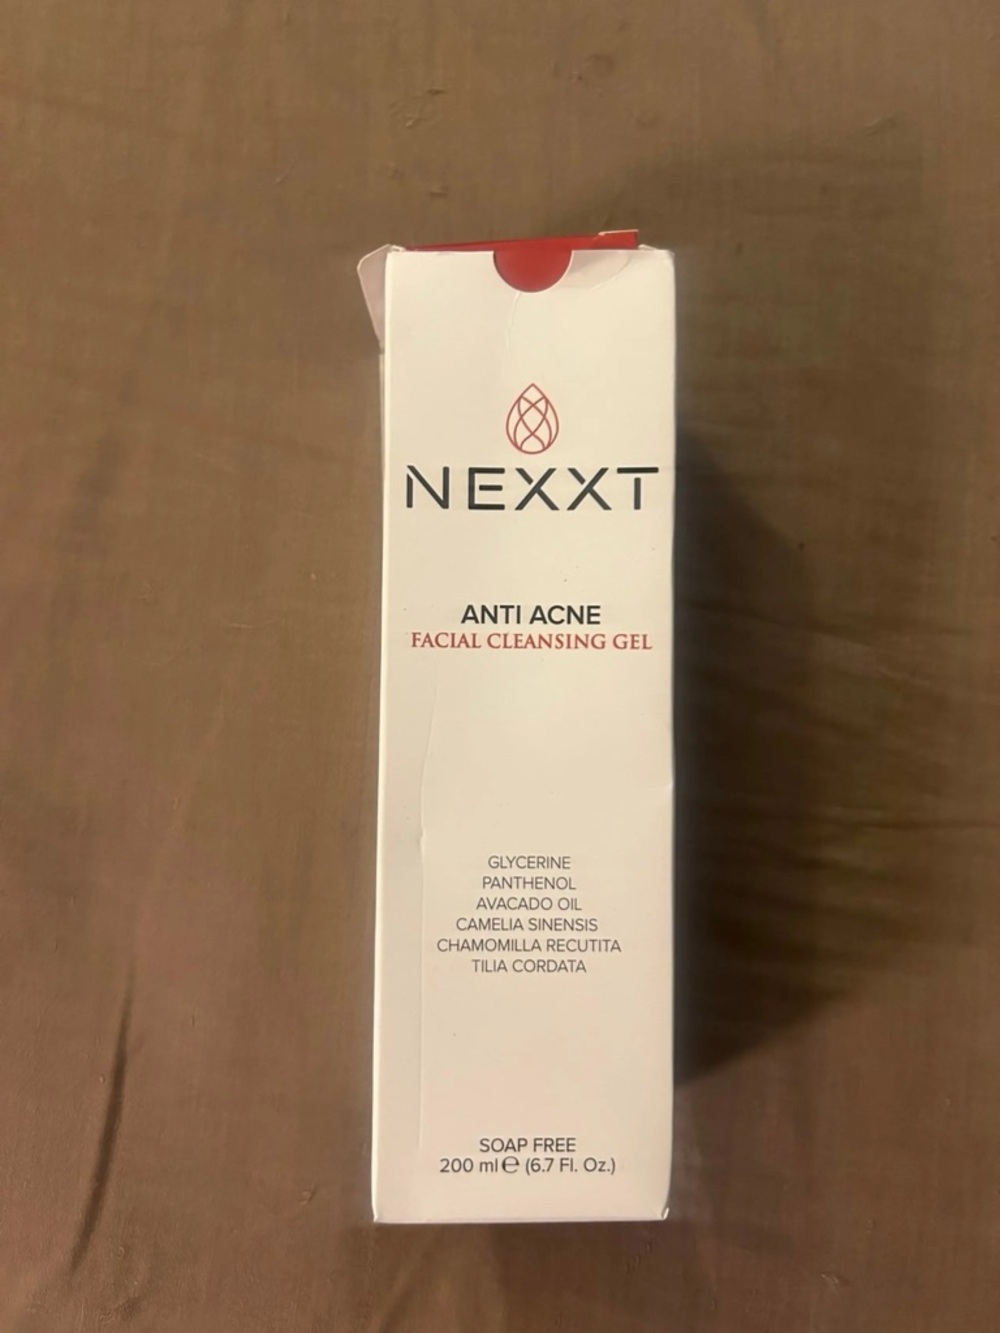 NEXXT
ANTI ACNE
FACIAL CLEANSING GEL
GLYCERINE
PANTHENOL
AVACADO OIL
CAMELIA SINENSIS
CHAMOMILLA RECUTITA
TILIA CORDATA
SOAP FREE
200 ml ℮ (6.7 Fl. Oz.)